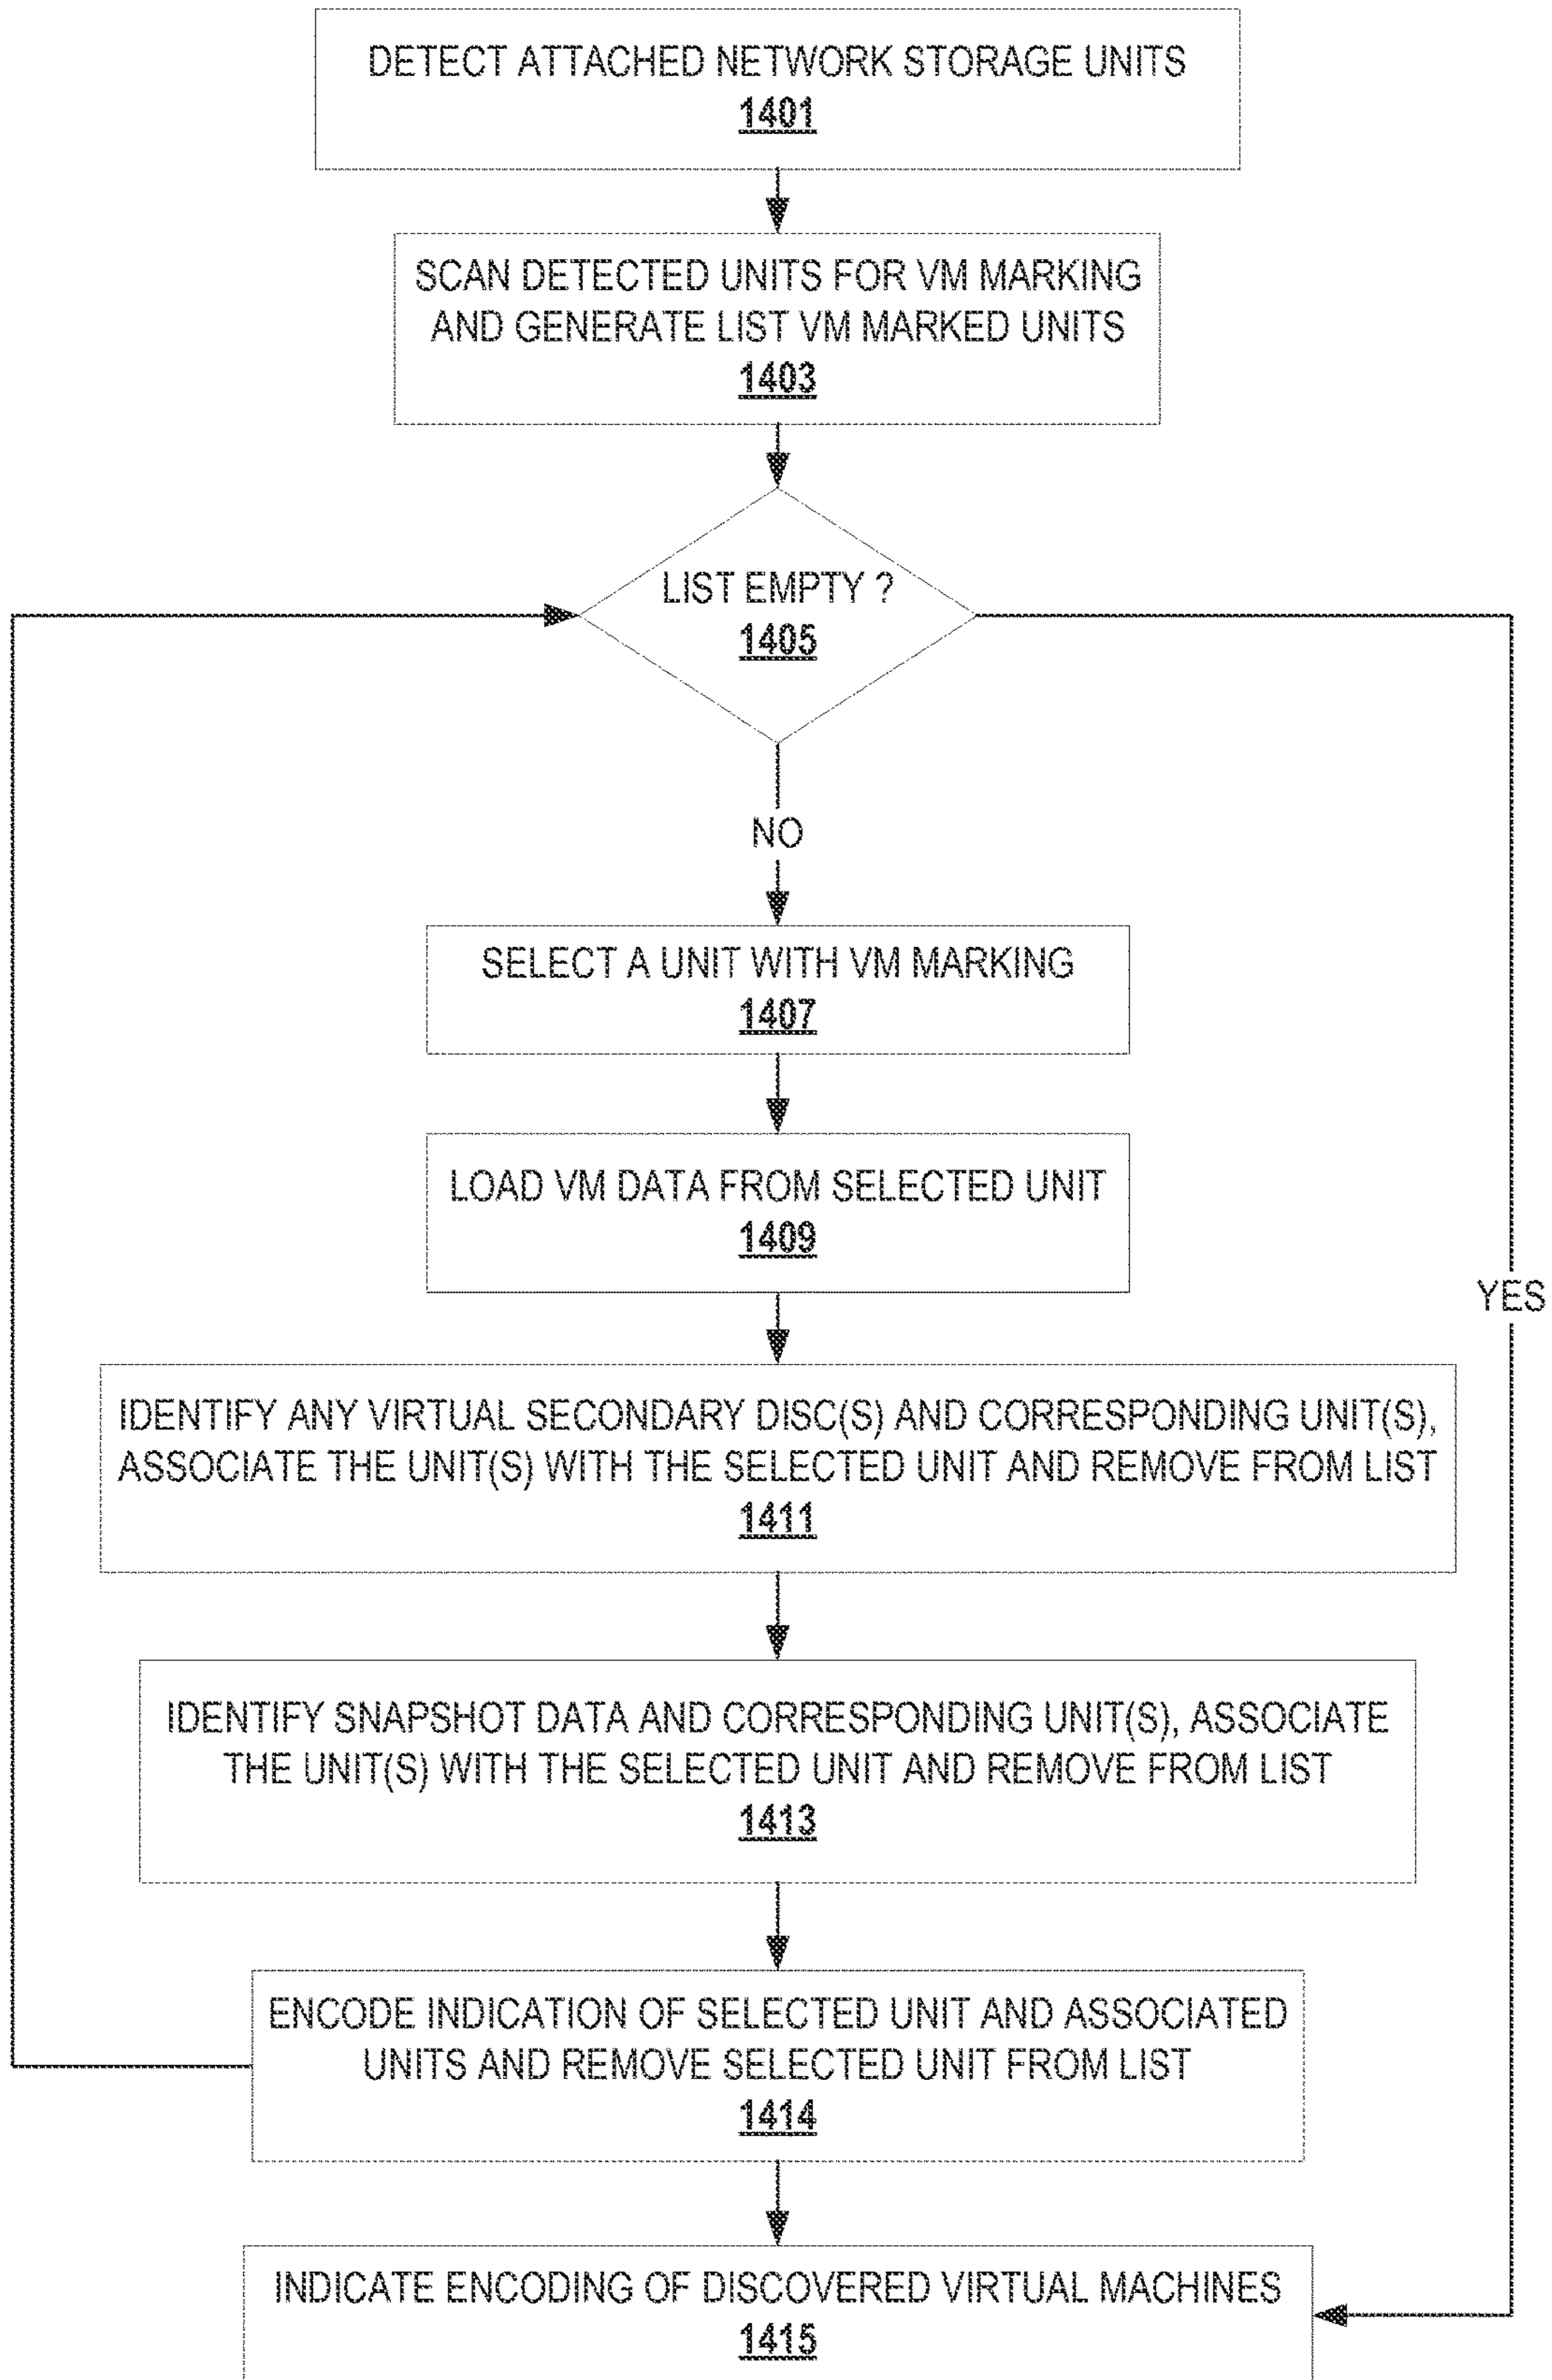 DETECT ATTACHED NETWORK STORAGE UNITS
1401
SCAN DETECTED UNITS FOR VM MARKING
AND GENERATE LIST VM MARKED UNITS
1403
LIST EMPTY ?
1405
NO
SELECT A UNIT WITH VM MARKING
1407
LOAD VM DATA FROM SELECTED UNIT
1409
YES
IDENTIFY ANY VIRTUAL SECONDARY DISC(S) AND CORRESPONDING UNIT(S),
ASSOCIATE THE UNIT(S) WITH THE SELECTED UNIT AND REMOVE FROM LIST
1411
IDENTIFY SNAPSHOT DATA AND CORRESPONDING UNIT(S), ASSOCIATE
THE UNIT(S) WITH THE SELECTED UNIT AND REMOVE FROM LIST
1413
ENCODE INDICATION OF SELECTED UNIT AND ASSOCIATED
UNITS AND REMOVE SELECTED UNIT FROM LIST
1414
INDICATE ENCODING OF DISCOVERED VIRTUAL MACHINES
1415